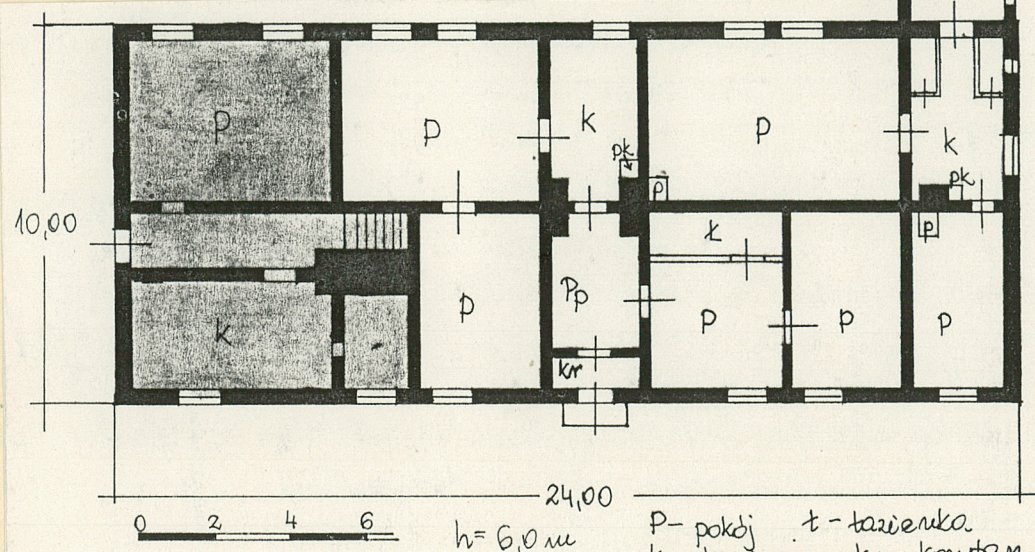 p p k p k
pk pk
p
10,00 ł p
k p Pp p p p
kr
24,00
0 2 4 6
h= 6,0 m p- pokój ł- łazienka